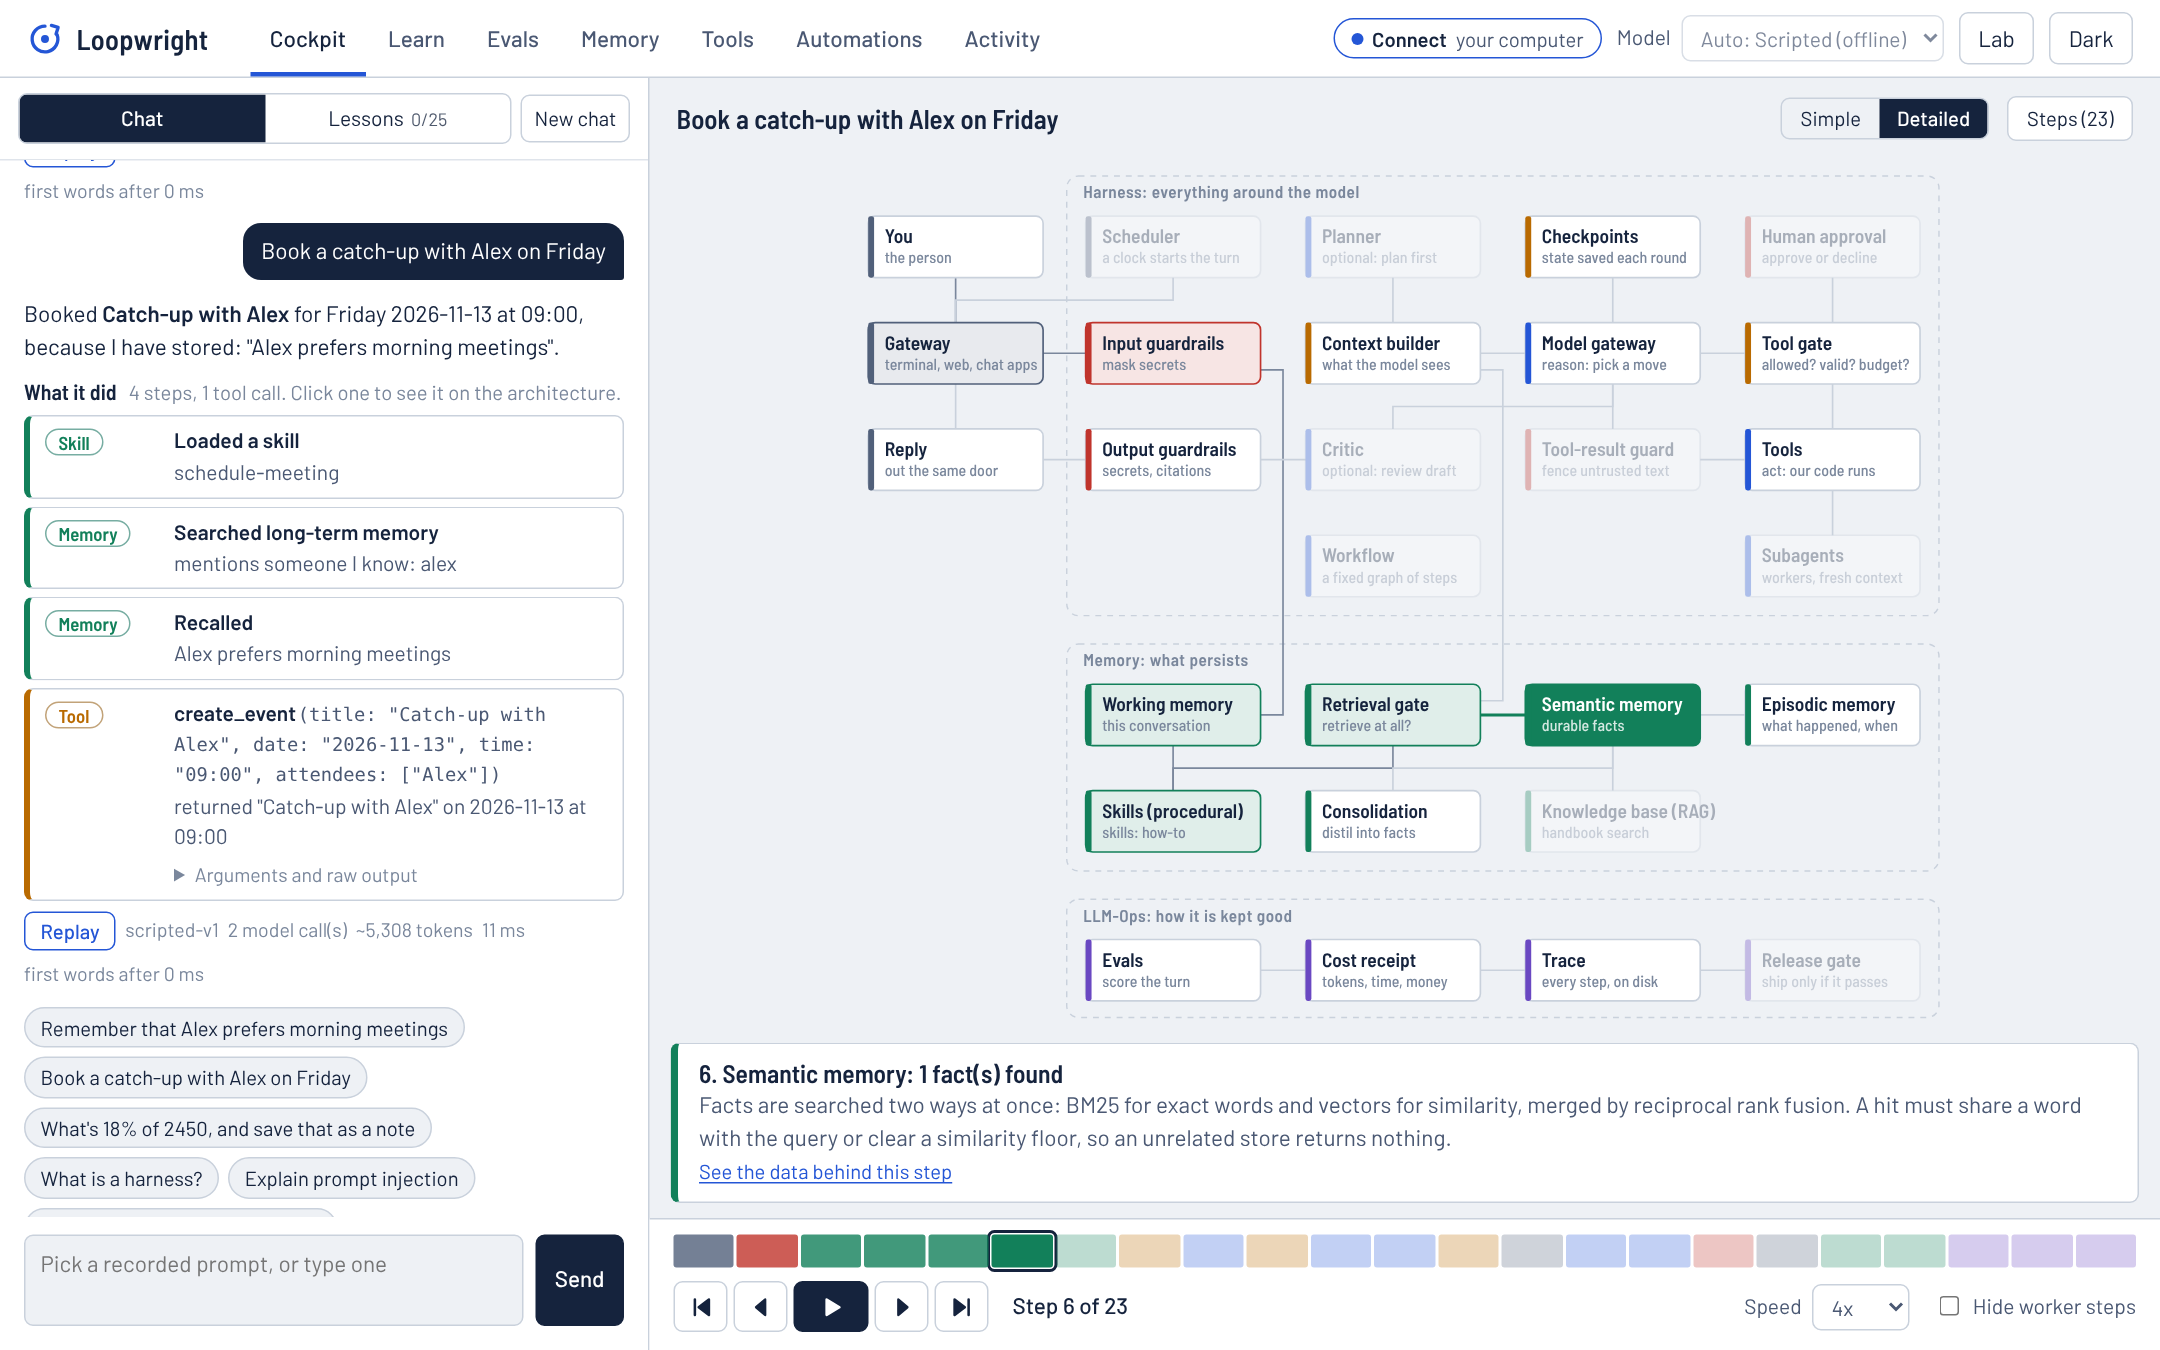 Loopwright
Cockpit
Learn
Evals
Memory
Tools
Automations
Activity
Connect your computer
Model
Auto: Scripted (offline)
Lab
Dark
Chat
Lessons 0/25
New chat
first words after 0 ms
Book a catch-up with Alex on Friday
Booked Catch-up with Alex for Friday 2026-11-13 at 09:00,
because I have stored: "Alex prefers morning meetings".
What it did 4 steps, 1 tool call. Click one to see it on the architecture.
Skill
Loaded a skill
schedule-meeting
Memory
Searched long-term memory
mentions someone I know: alex
Memory
Recalled
Alex prefers morning meetings
Tool
create_event(title: "Catch-up with
Alex", date: "2026-11-13", time:
"09:00", attendees: ["Alex"])
returned "Catch-up with Alex" on 2026-11-13 at
09:00
Arguments and raw output
Replay
scripted-v1 2 model call(s) ~5,308 tokens 11 ms
first words after 0 ms
Remember that Alex prefers morning meetings
Book a catch-up with Alex on Friday
What's 18% of 2450, and save that as a note
What is a harness?
Explain prompt injection
Pick a recorded prompt, or type one
Send
Book a catch-up with Alex on Friday
Simple
Detailed
Steps (23)
Harness: everything around the model
You
the person
Scheduler
a clock starts the turn
Planner
optional: plan first
Checkpoints
state saved each round
Human approval
approve or decline
Gateway
terminal, web, chat apps
Input guardrails
mask secrets
Context builder
what the model sees
Model gateway
reason: pick a move
Tool gate
allowed? valid? budget?
Reply
out the same door
Output guardrails
secrets, citations
Critic
optional: review draft
Tool-result guard
fence untrusted text
Tools
act: our code runs
Workflow
a fixed graph of steps
Subagents
workers, fresh context
Memory: what persists
Working memory
this conversation
Retrieval gate
retrieve at all?
Semantic memory
durable facts
Episodic memory
what happened, when
Skills (procedural)
skills: how-to
Consolidation
distil into facts
Knowledge base (RAG)
handbook search
LLM-Ops: how it is kept good
Evals
score the turn
Cost receipt
tokens, time, money
Trace
every step, on disk
Release gate
ship only if it passes
6. Semantic memory: 1 fact(s) found
Facts are searched two ways at once: BM25 for exact words and vectors for similarity, merged by reciprocal rank fusion. A hit must share a word
with the query or clear a similarity floor, so an unrelated store returns nothing.
See the data behind this step
Step 6 of 23
Speed
4x
Hide worker steps